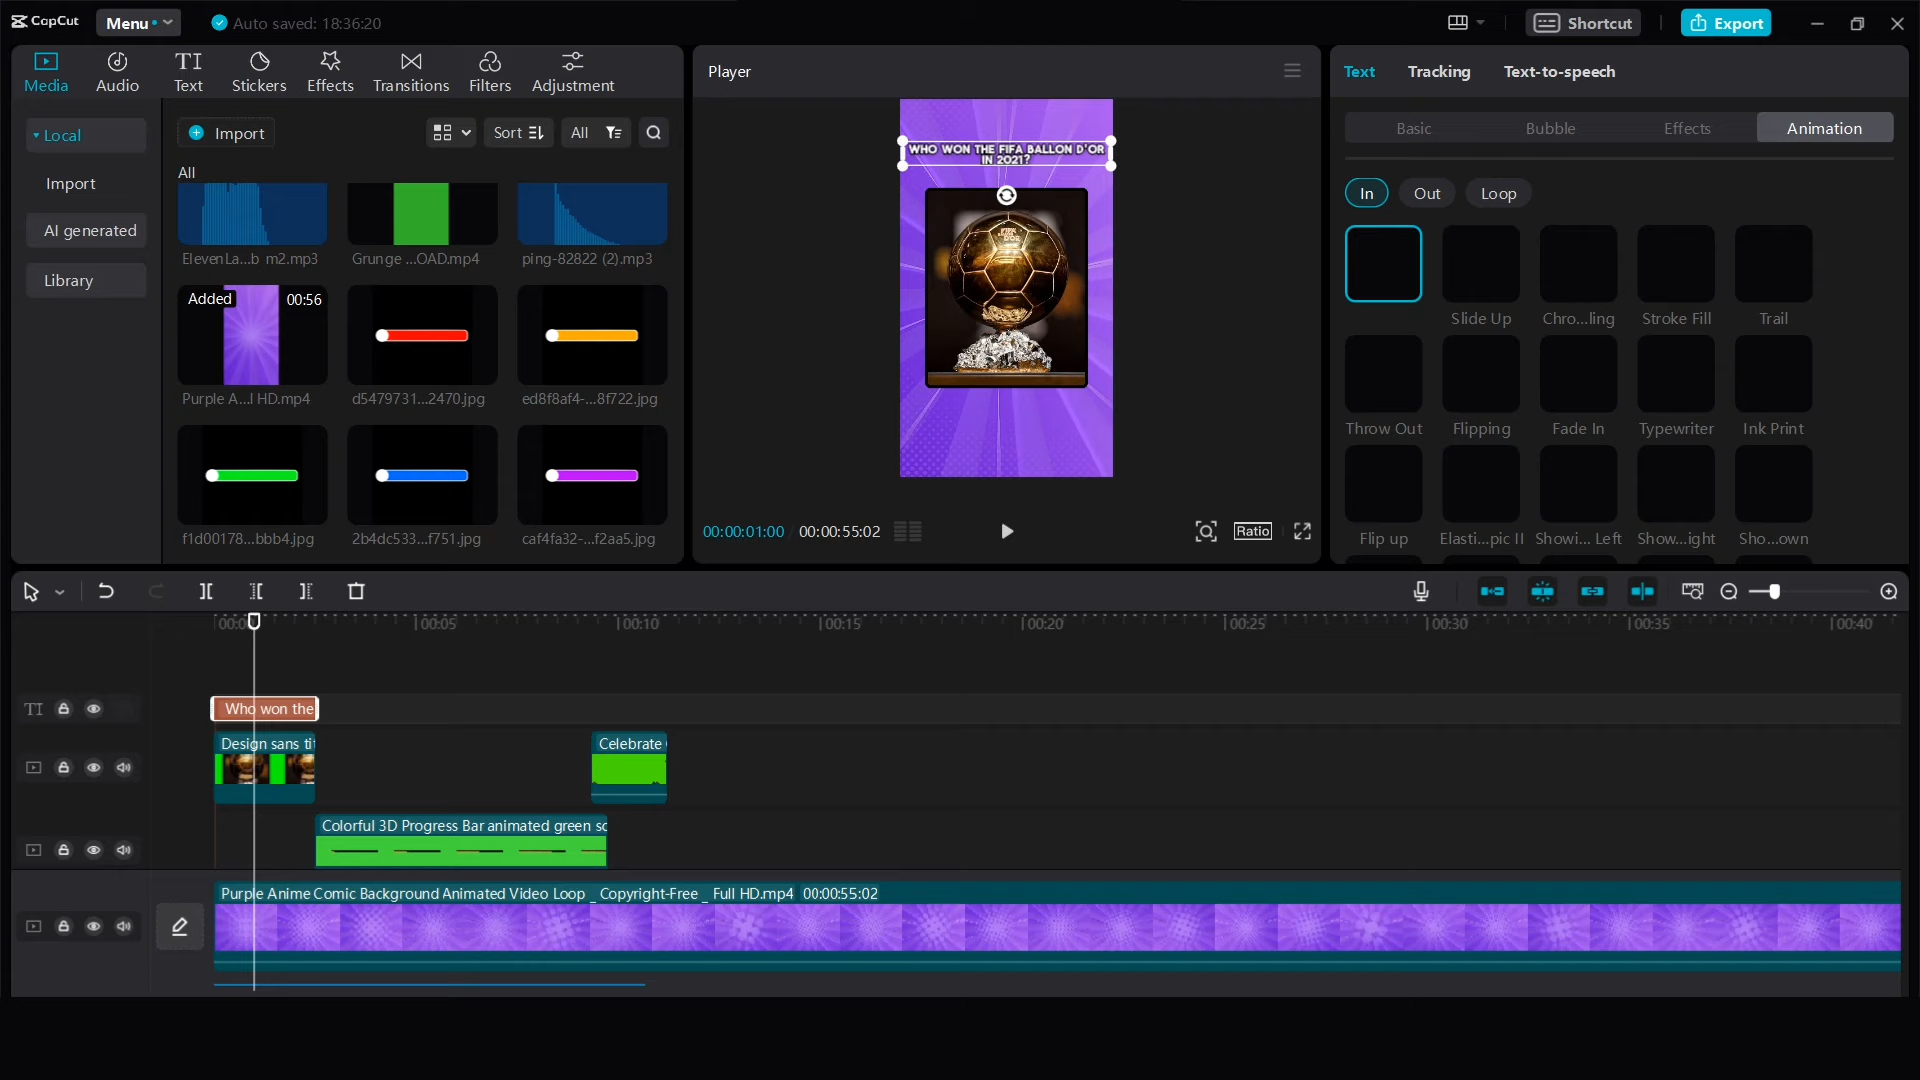 CapCut
Menu
Auto saved: 18:36:20
Shortcut
Export
Media
Audio
Text
Stickers
Effects
Transitions
Filters
Adjustment
Local
Import
AI generated
Library
Import
Sort
All
All
ElevenLa...b m2.mp3
Grunge ...OAD.mp4
ping-82822 (2).mp3
Added
00:56
Purple A...l HD.mp4
d5479731...2470.jpg
ed8f8af4-...8f722.jpg
f1d00178...bbb4.jpg
2b4dc533...f751.jpg
caf4fa32-...f2aa5.jpg
Player
WHO WON THE FIFA BALLON D'OR
IN 2021?
00:00:01:00 / 00:00:55:02
Ratio
Text
Tracking
Text-to-speech
Basic
Bubble
Effects
Animation
In
Out
Loop
Slide Up
Chro...ling
Stroke Fill
Trail
Throw Out
Flipping
Fade In
Typewriter
Ink Print
Flip up
Elasti...pic II
Showi... Left
Show...ight
Sho...own
00:05
00:10
00:15
00:20
00:25
00:30
00:35
00:40
TI
Who won the
Design sans tit
Celebrate
Colorful 3D Progress Bar animated green sc
Purple Anime Comic Background Animated Video Loop _ Copyright-Free _ Full HD.mp4 00:00:55:02